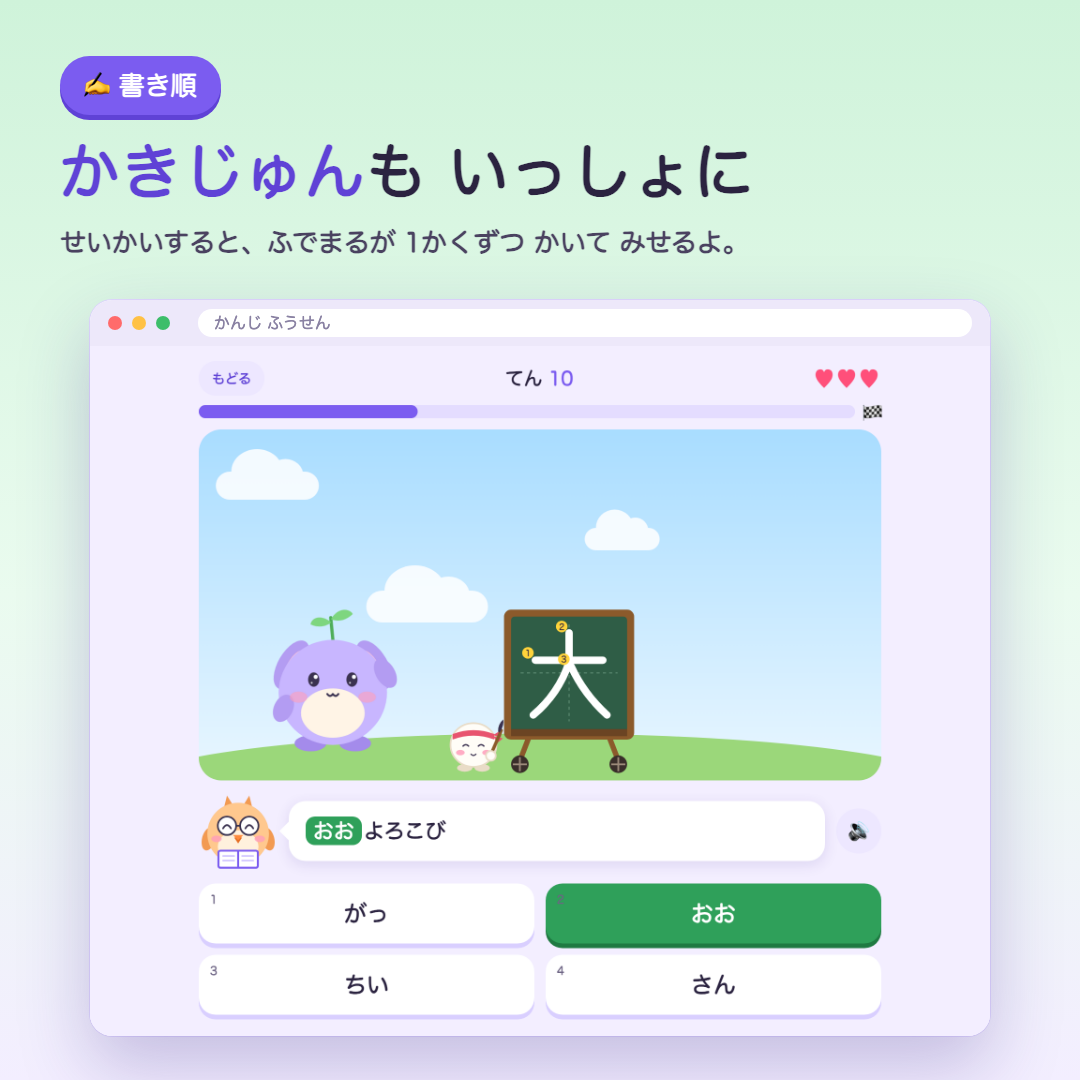 ✍️ 書き順
かきじゅんも いっしょに
せいかいすると、ふでまるが 1かくずつ かいて みせるよ。
かんじ ふうせん
もどる
てん 10
2
1
3
大
おおよろこび
1 がっ
2 おお
3 ちい
4 さん